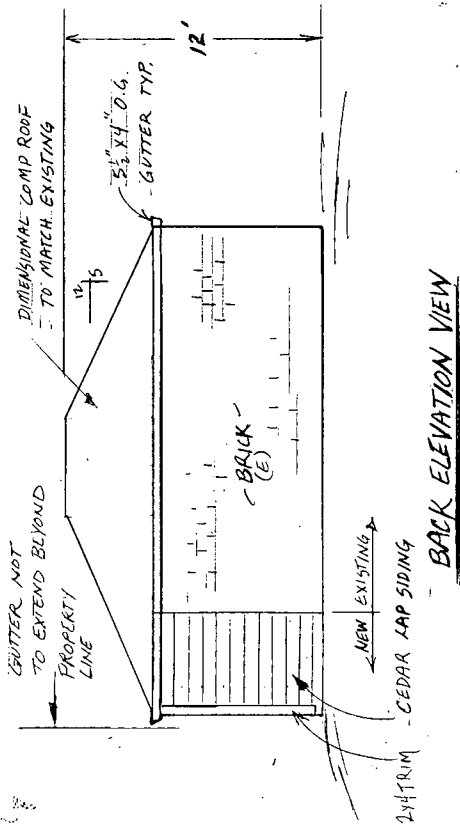 GUTTER NOT
TO EXTEND BEYOND
PROPERTY
LINE
DIMENSIONAL COMP ROOF
TO MATCH EXISTING
12
5
5½" X 4" O.G.
GUTTER TYP.
12'
- BRICK -
(E)
NEW EXISTING
CEDAR LAP SIDING
2x4 TRIM
BACK ELEVATION VIEW